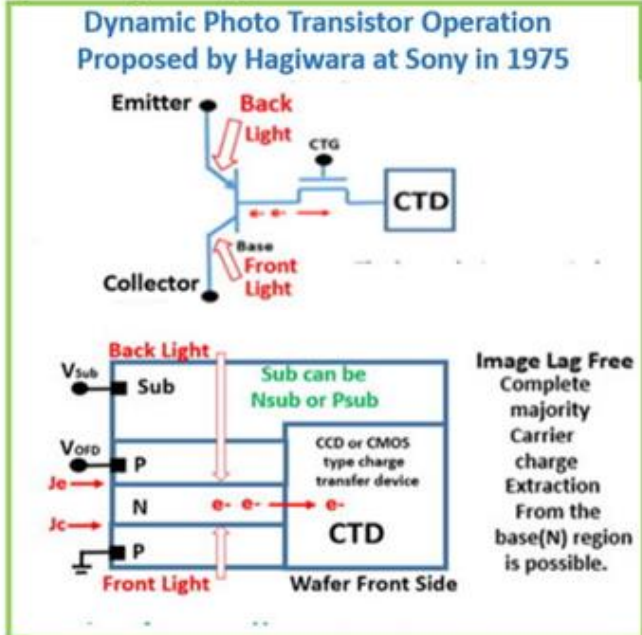 Dynamic Photo Transistor Operation
Proposed by Hagiwara at Sony in 1975
Emitter
Back
Light
CTG
CTD
e- e-
Base
Front
Light
Collector
Back Light
VSub
Sub
Sub can be
Nsub or Psub
VOFD
P
Je
N
e- e- e-
Jc
P
CCD or CMOS
type charge
transfer device
CTD
Front Light
Wafer Front Side
Image Lag Free
Complete
majority
Carrier
charge
Extraction
From the
base(N) region
is possible.